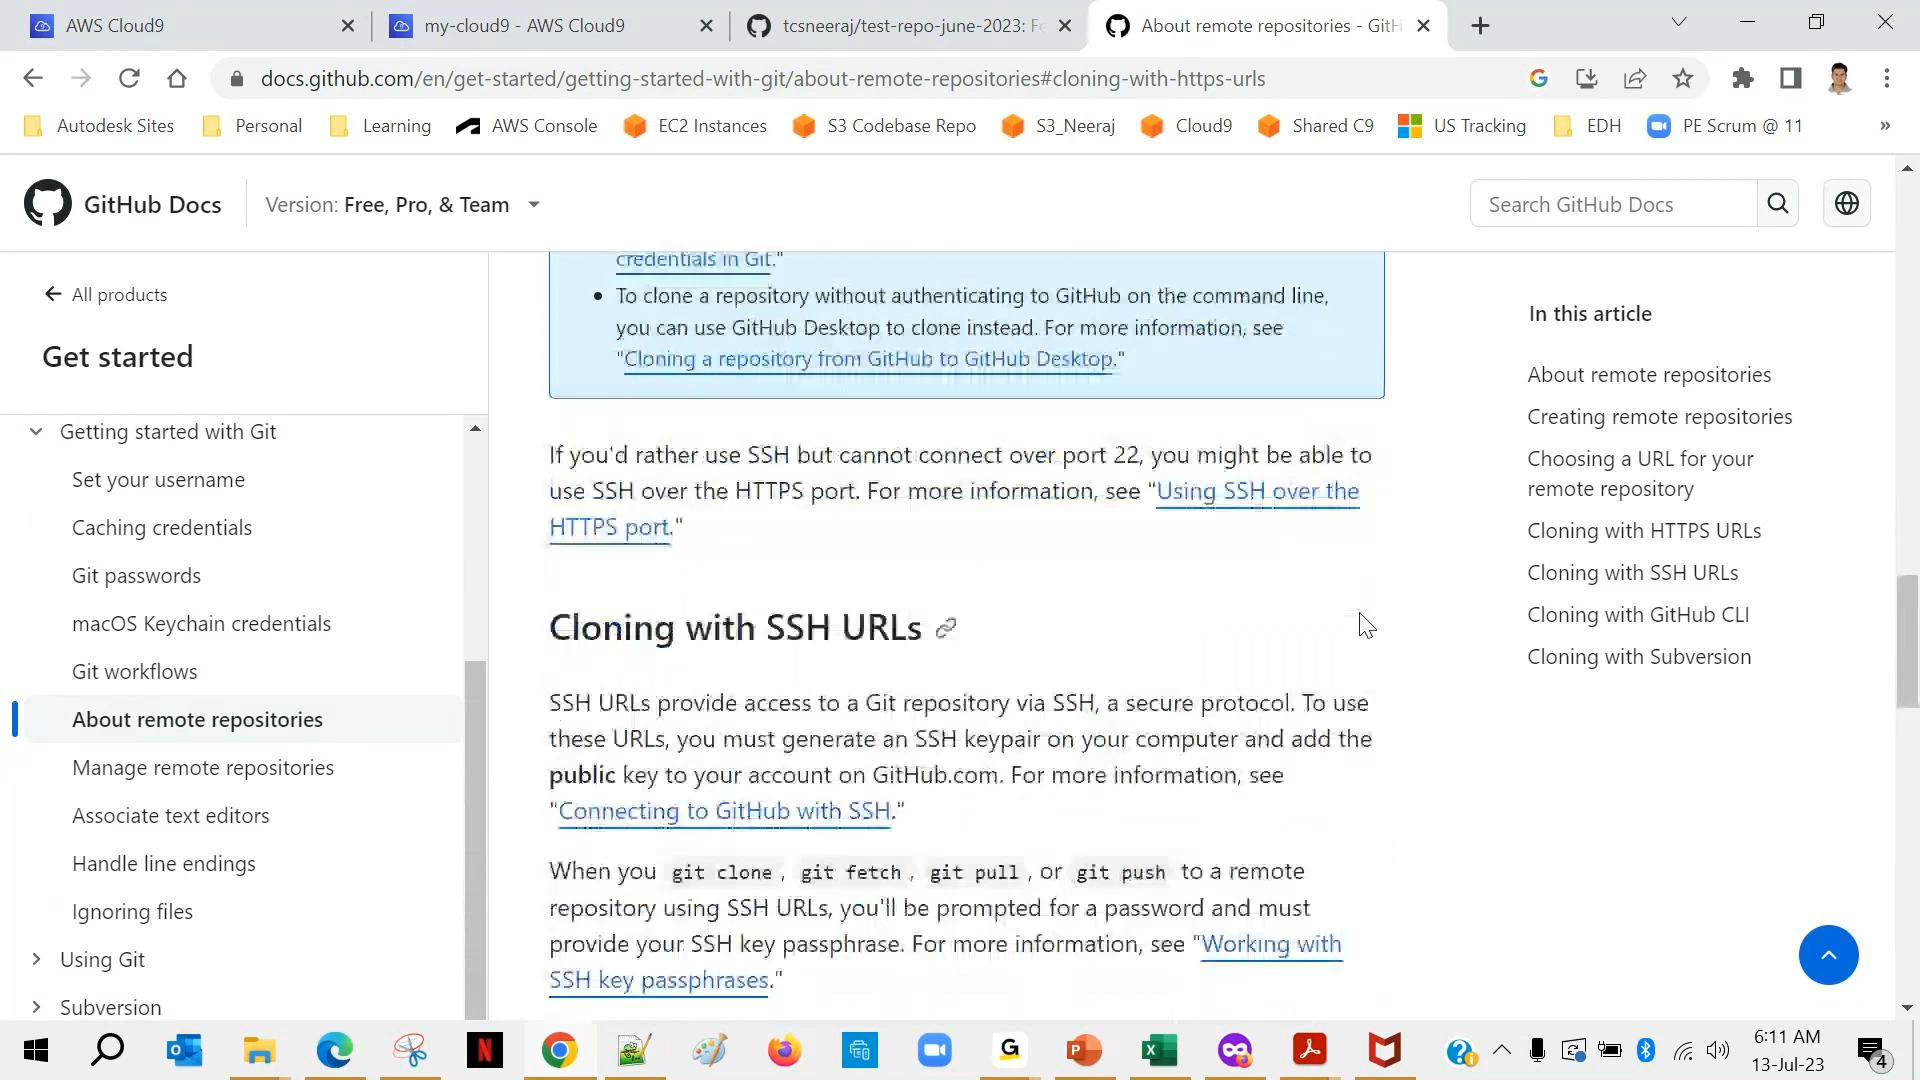 AWS Cloud9
my-cloud9 - AWS Cloud9
tcsneeraj/test-repo-june-2023: F
About remote repositories - GitH
docs.github.com/en/get-started/getting-started-with-git/about-remote-repositories#cloning-with-https-urls
Autodesk Sites
Personal
Learning
AWS Console
EC2 Instances
S3 Codebase Repo
S3_Neeraj
Cloud9
Shared C9
US Tracking
EDH
PE Scrum @ 11
»
GitHub Docs
Version: Free, Pro, & Team
Search GitHub Docs
All products
Get started
Getting started with Git
Set your username
Caching credentials
Git passwords
macOS Keychain credentials
Git workflows
About remote repositories
Manage remote repositories
Associate text editors
Handle line endings
Ignoring files
Using Git
Subversion
credentials in Git."
• To clone a repository without authenticating to GitHub on the command line,
you can use GitHub Desktop to clone instead. For more information, see
"Cloning a repository from GitHub to GitHub Desktop."
If you'd rather use SSH but cannot connect over port 22, you might be able to
use SSH over the HTTPS port. For more information, see "Using SSH over the
HTTPS port."
Cloning with SSH URLs
SSH URLs provide access to a Git repository via SSH, a secure protocol. To use
these URLs, you must generate an SSH keypair on your computer and add the
public key to your account on GitHub.com. For more information, see
"Connecting to GitHub with SSH."
When you git clone, git fetch, git pull, or git push to a remote
repository using SSH URLs, you'll be prompted for a password and must
provide your SSH key passphrase. For more information, see "Working with
SSH key passphrases."
In this article
About remote repositories
Creating remote repositories
Choosing a URL for your
remote repository
Cloning with HTTPS URLs
Cloning with SSH URLs
Cloning with GitHub CLI
Cloning with Subversion
6:11 AM
13-Jul-23
4